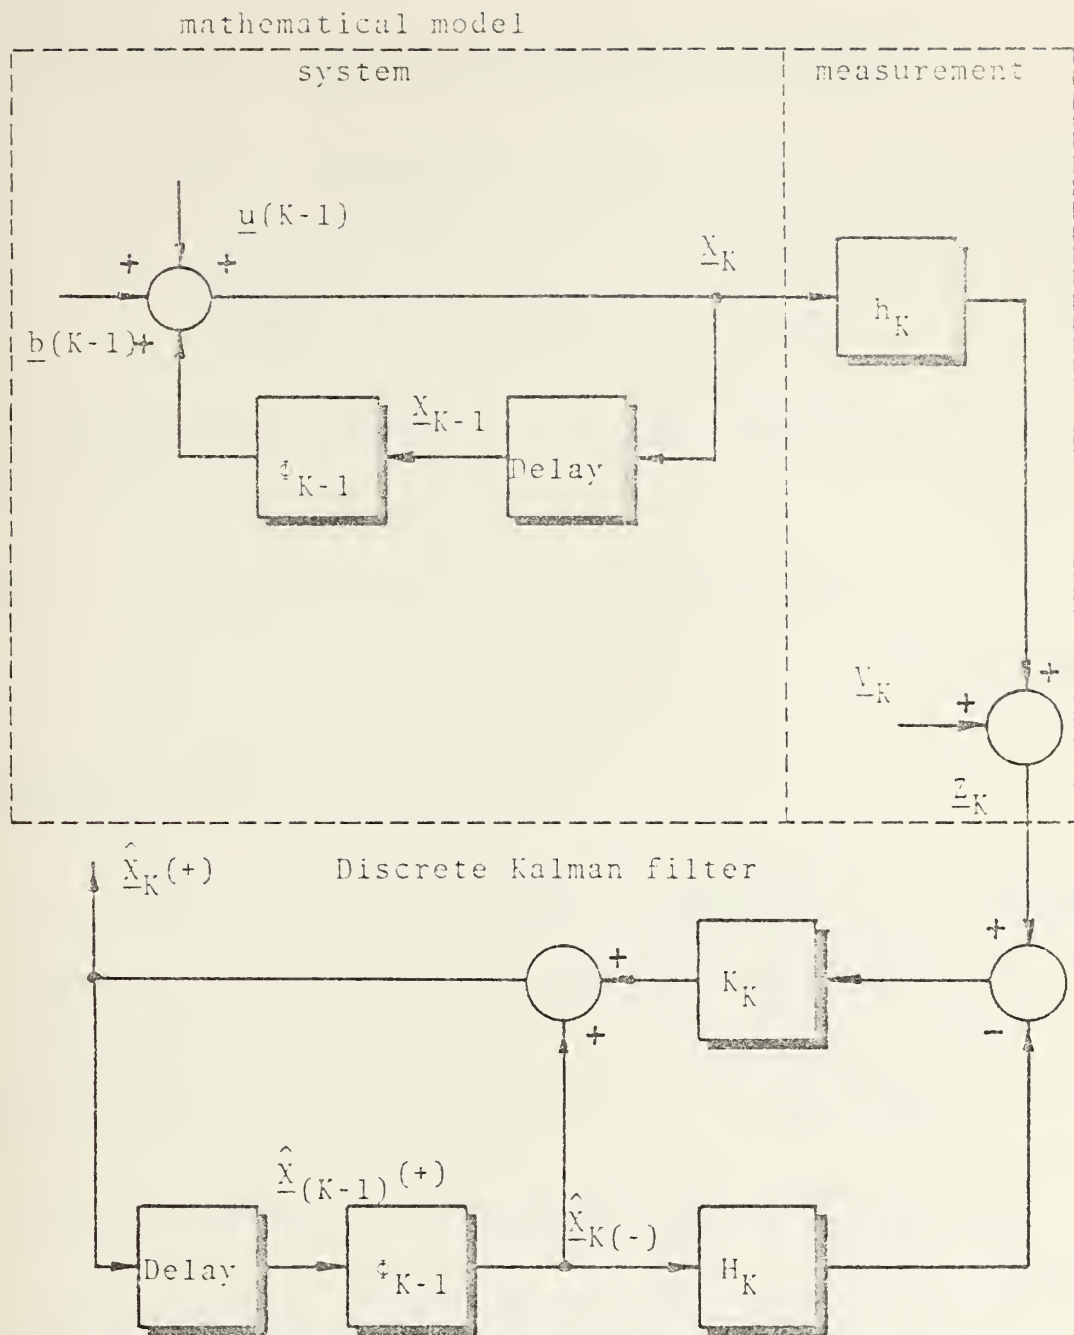 mathematical model
system
measurement
u(K-1)
+
+
X_K
b(K-1)+
h_K
X_K-1
Φ_K-1
Delay
V_K
+
+
Z_K
X̂_K(+)
Discrete Kalman filter
+
+
K_K
+
-
X̂_(K-1)(+)
X̂_K(-)
Delay
Φ_K-1
H_K